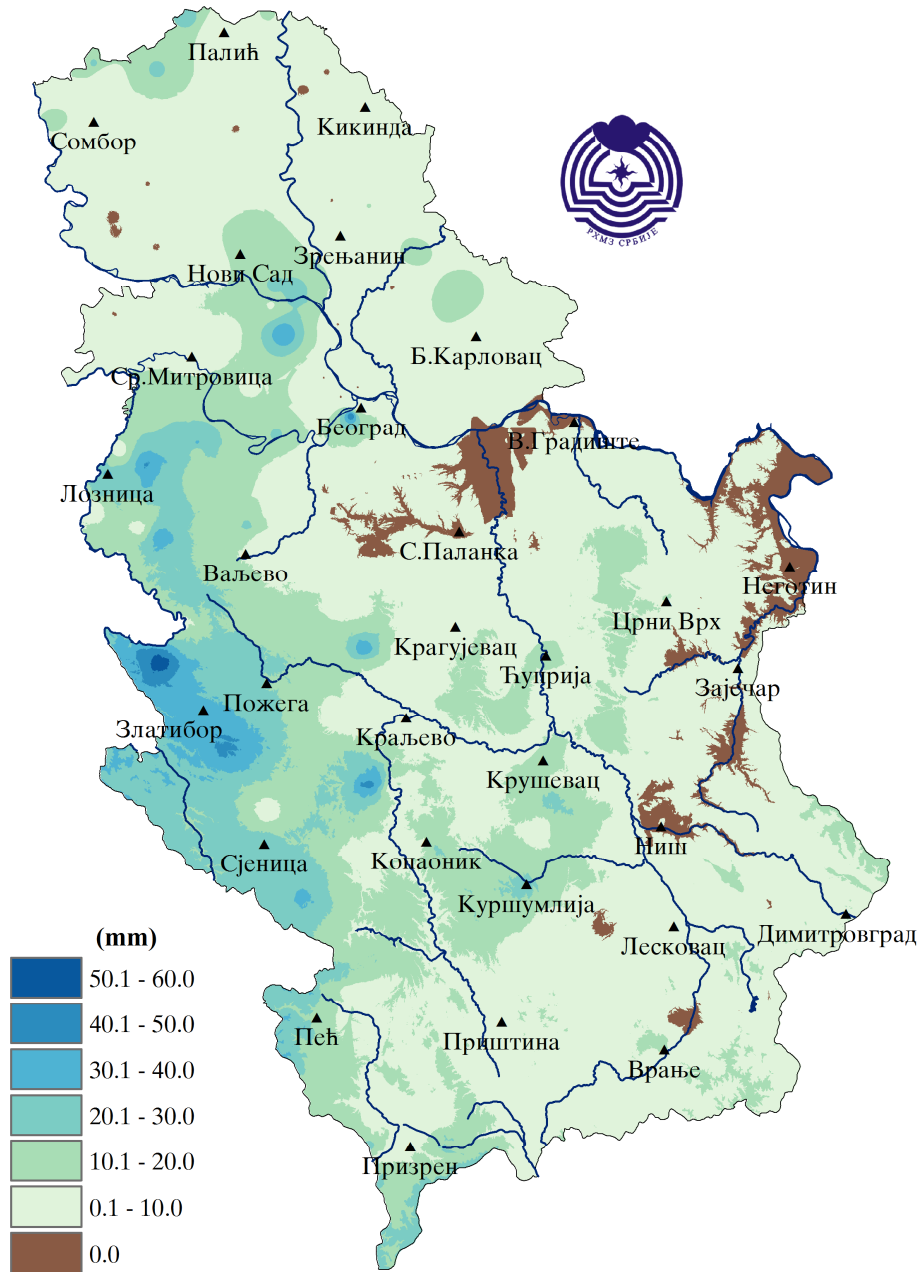 Палић
Кикинда
Сомбор
РХМЗ СРБИЈЕ
Зрењанин
Нови Сад
Б.Карловац
Ср.Митровица
Београд
В.Градиште
Лозница
С.Паланка
Ваљево
Неготин
Црни Врх
Крагујевац
Ћуприја
Зајечар
Пожега
Златибор
Краљево
Крушевац
Ниш
Сјеница
Копаоник
Куршумлија
Димитровград
Лесковац
(mm)
50.1 - 60.0
40.1 - 50.0
30.1 - 40.0
20.1 - 30.0
10.1 - 20.0
0.1 - 10.0
0.0
Пећ
Приштина
Врање
Призрен